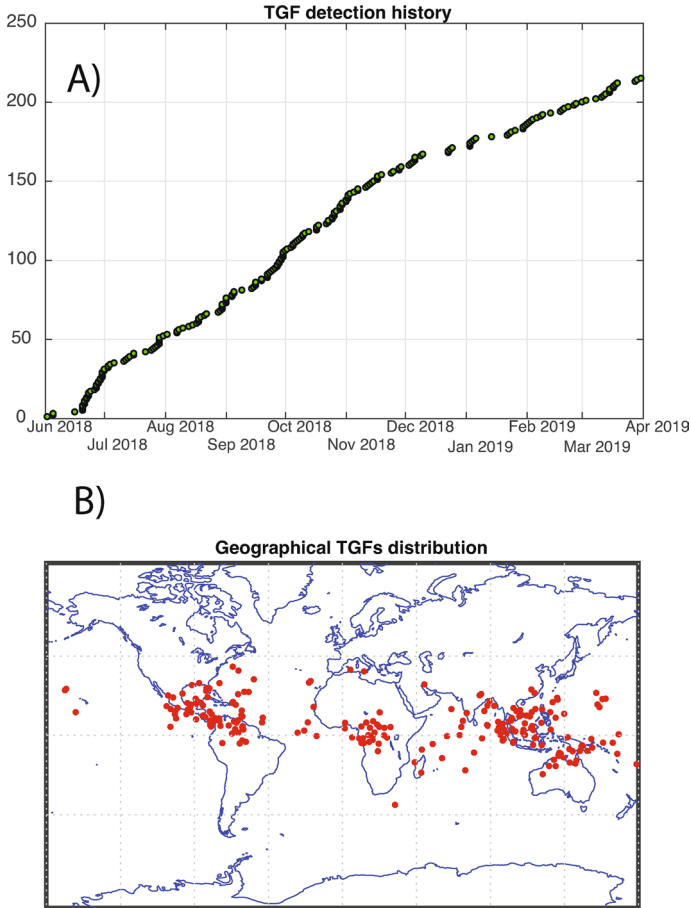 TGF detection history
A)
250
200
150
100
50
0
Jun 2018 Aug 2018 Oct 2018 Dec 2018 Feb 2019 Apr 2019
Jul 2018 Sep 2018 Nov 2018 Jan 2019 Mar 2019
B)
Geographical TGFs distribution